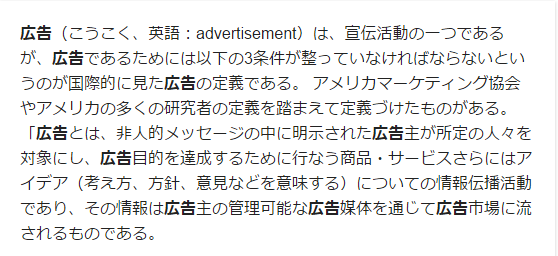 広告（こうこく、英語：advertisement）は、宣伝活動の一つである
が、広告であるためには以下の3条件が整っていなければならないとい
うのが国際的に見た広告の定義である。 アメリカマーケティング協会
やアメリカの多くの研究者の定義を踏まえて定義づけたものがある。
「広告とは、非人的メッセージの中に明示された広告主が所定の人々を
対象にし、広告目的を達成するために行なう商品・サービスさらにはア
イデア（考え方、方針、意見などを意味する）についての情報伝播活動
であり、その情報は広告主の管理可能な広告媒体を通じて広告市場に流
されるものである。